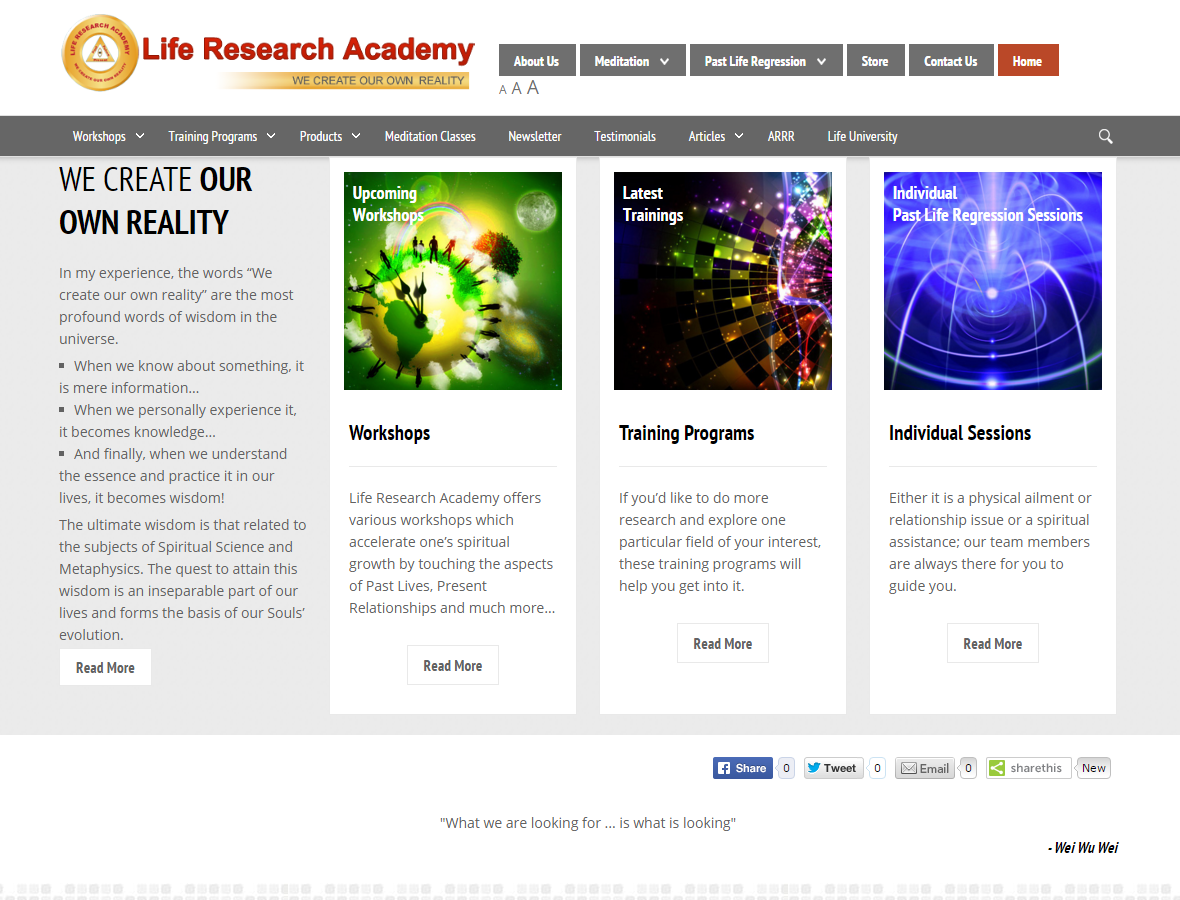 LIFE RESEARCH ACADEMY
WE CREATE OUR OWN REALITY
Life Research Academy
WE CREATE OUR OWN REALITY
About Us
Meditation
Past Life Regression
Store
Contact Us
Home
A A A
Workshops
Training Programs
Products
Meditation Classes
Newsletter
Testimonials
Articles
ARRR
Life University
WE CREATE OUR
OWN REALITY
In my experience, the words “We
create our own reality” are the most
profound words of wisdom in the
universe.
When we know about something, it
is mere information...
When we personally experience it,
it becomes knowledge...
And finally, when we understand
the essence and practice it in our
lives, it becomes wisdom!
The ultimate wisdom is that related to
the subjects of Spiritual Science and
Metaphysics. The quest to attain this
wisdom is an inseparable part of our
lives and forms the basis of our Souls’
evolution.
Read More
Upcoming
Workshops
Workshops
Life Research Academy offers
various workshops which
accelerate one’s spiritual
growth by touching the aspects
of Past Lives, Present
Relationships and much more...
Read More
Latest
Trainings
Training Programs
If you’d like to do more
research and explore one
particular field of your interest,
these training programs will
help you get into it.
Read More
Individual
Past Life Regression Sessions
Individual Sessions
Either it is a physical ailment or
relationship issue or a spiritual
assistance; our team members
are always there for you to
guide you.
Read More
Share 0
Tweet 0
Email 0
sharethis New
"What we are looking for ... is what is looking"
- Wei Wu Wei